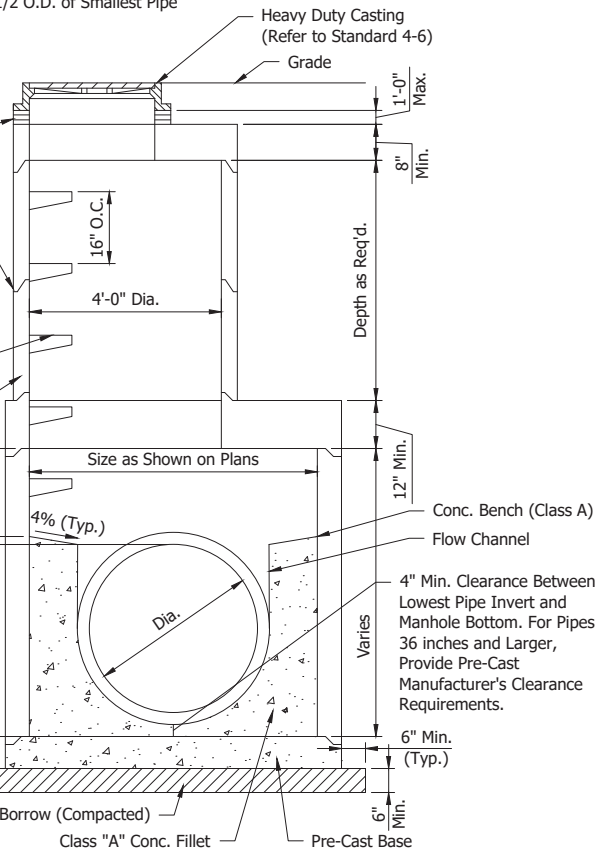 1/2 O.D. of Smallest Pipe
Heavy Duty Casting
(Refer to Standard 4-6)
Grade
1'-0"
Max.
8"
Min.
16" O.C.
4'-0" Dia.
Depth as Req'd.
Size as Shown on Plans
12" Min.
4% (Typ.)
Conc. Bench (Class A)
Flow Channel
Dia.
Varies
4" Min. Clearance Between
Lowest Pipe Invert and
Manhole Bottom. For Pipes
36 inches and Larger,
Provide Pre-Cast
Manufacturer's Clearance
Requirements.
6" Min.
(Typ.)
6"
Min.
Borrow (Compacted)
Class "A" Conc. Fillet
Pre-Cast Base